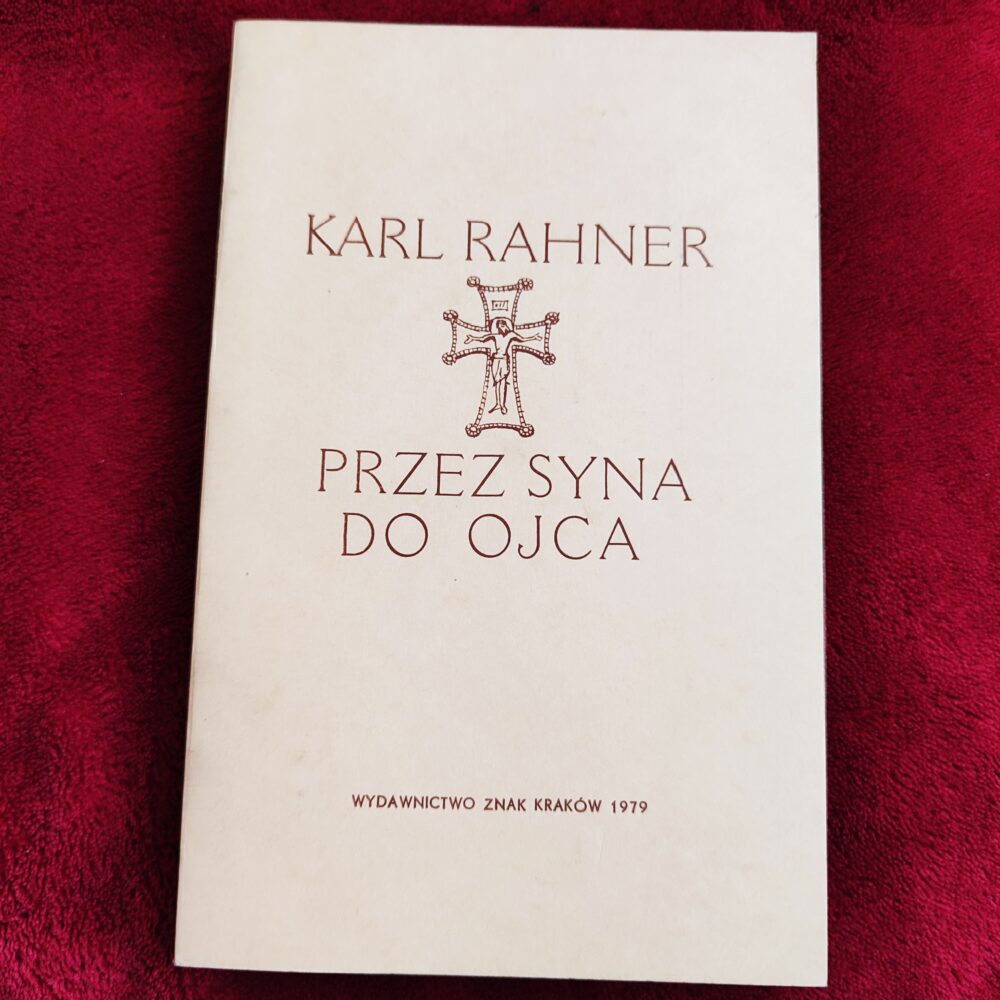 KARL RAHNER
PRZEZ SYNA
DO OJCA
WYDAWNICTWO ZNAK KRAKÓW 1979